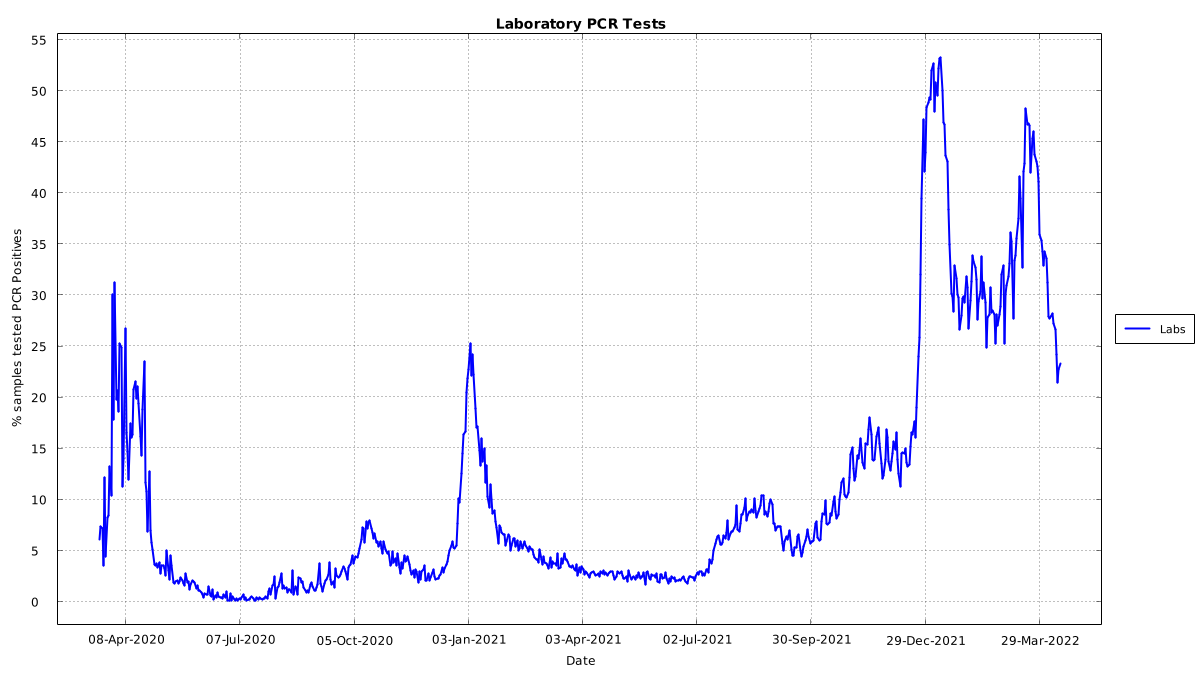 Laboratory PCR Tests
% samples tested PCR Positives
55
50
45
40
35
30
25
20
15
10
5
0
08-Apr-2020 07-Jul-2020 05-Oct-2020 03-Jan-2021 03-Apr-2021 02-Jul-2021 30-Sep-2021 29-Dec-2021 29-Mar-2022
Date
Labs